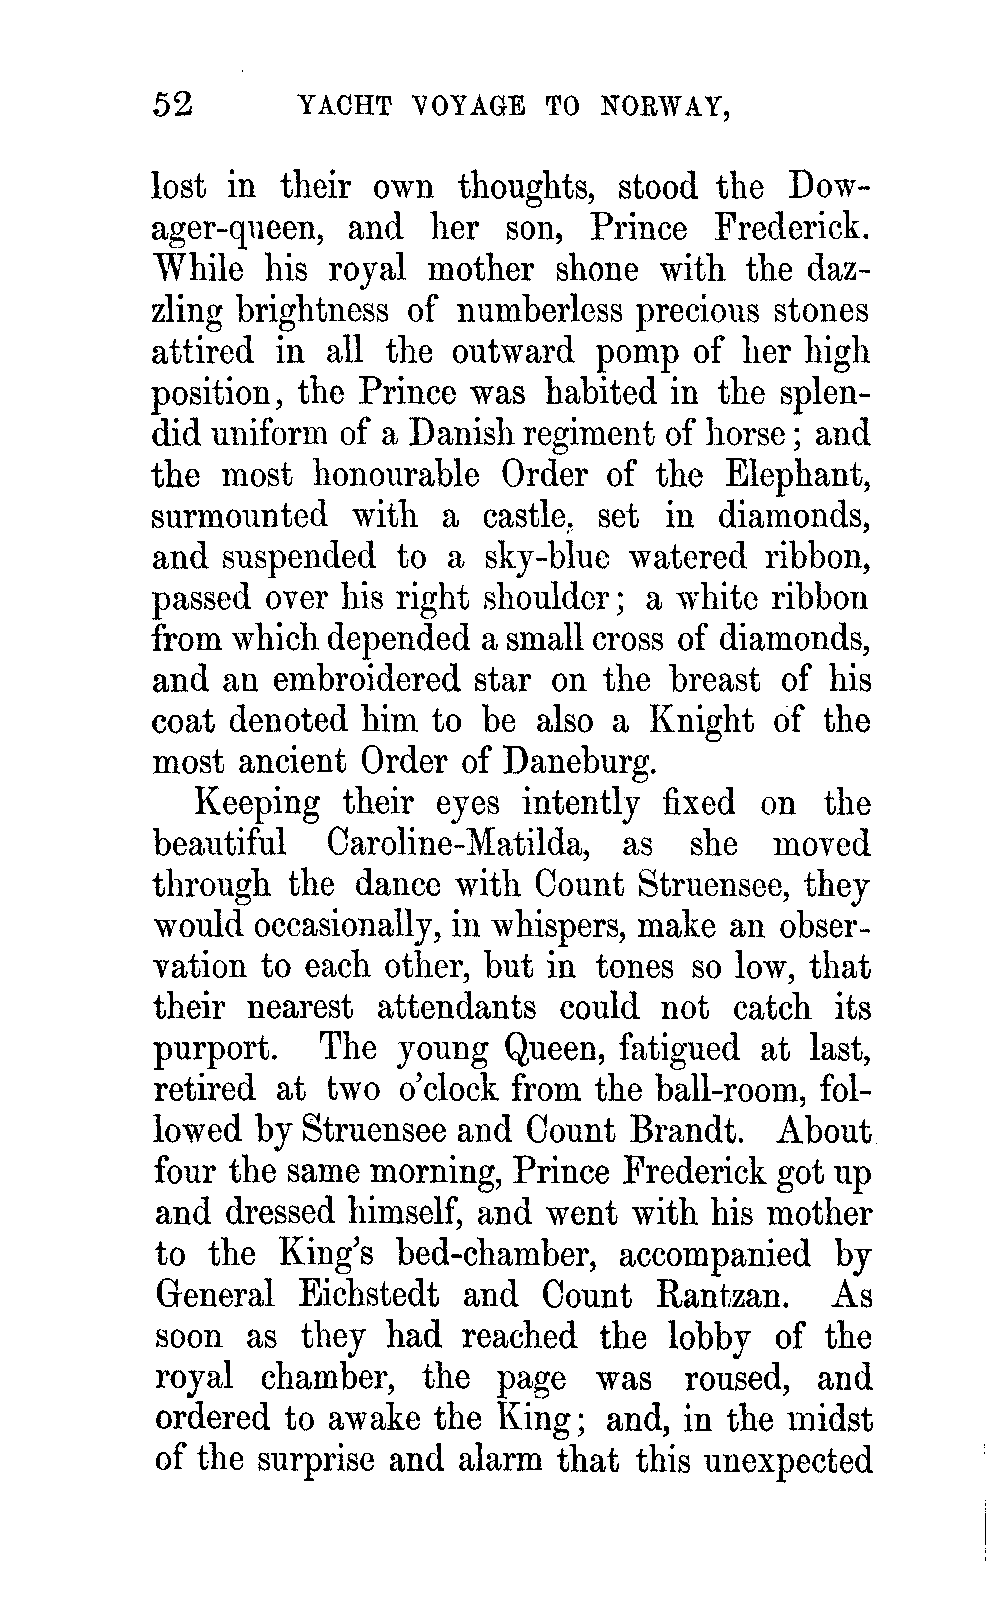 52 YACHT VOYAGE TO NORWAY,
lost in their own thoughts, stood the Dow-
ager-queen, and her son, Prince Frederick.
While his royal mother shone with the daz-
zling brightness of numberless precious stones
attired in all the outward pomp of her high
position, the Prince was habited in the splen-
did uniform of a Danish regiment of horse; and
the most honourable Order of the Elephant,
surmounted with a castle, set in diamonds,
and suspended to a sky-blue watered ribbon,
passed over his right shoulder; a white ribbon
from which depended a small cross of diamonds,
and an embroidered star on the breast of his
coat denoted him to be also a Knight of the
most ancient Order of Daneburg.
Keeping their eyes intently fixed on the
beautiful Caroline-Matilda, as she moved
through the dance with Count Struensee, they
would occasionally, in whispers, make an obser-
vation to each other, but in tones so low, that
their nearest attendants could not catch its
purport. The young Queen, fatigued at last,
retired at two o'clock from the ball-room, fol-
lowed by Struensee and Count Brandt. About
four the same morning, Prince Frederick got up
and dressed himself, and went with his mother
to the King's bed-chamber, accompanied by
General Eichstedt and Count Rantzan. As
soon as they had reached the lobby of the
royal chamber, the page was roused, and
ordered to awake the King; and, in the midst
of the surprise and alarm that this unexpected